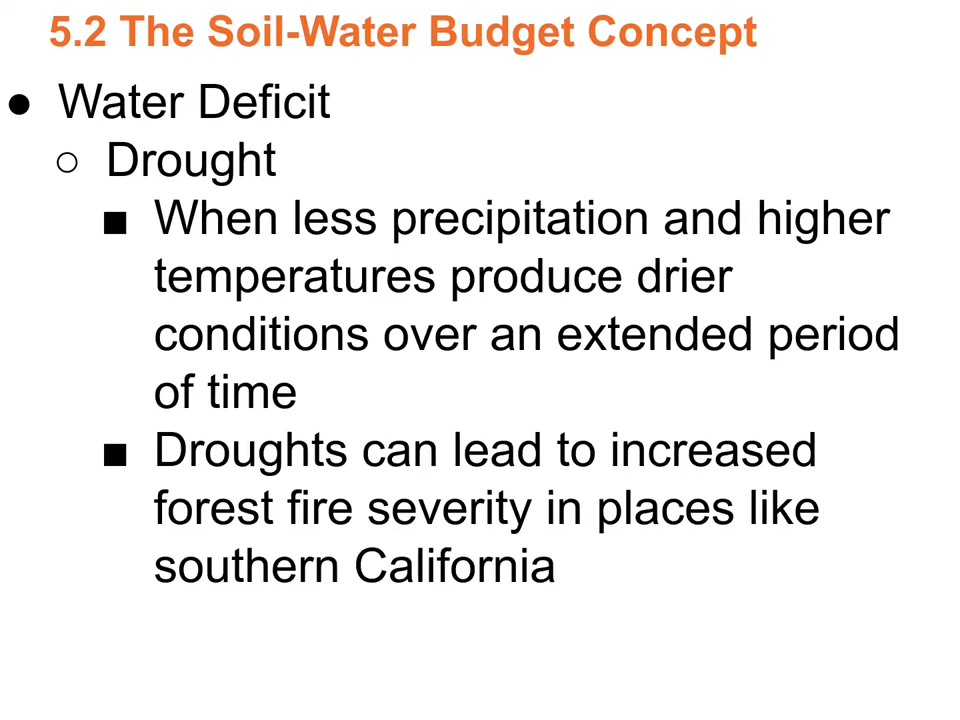 5.2 The Soil-Water Budget Concept
● Water Deficit
○ Drought
■ When less precipitation and higher
temperatures produce drier
conditions over an extended period
of time
■ Droughts can lead to increased
forest fire severity in places like
southern California